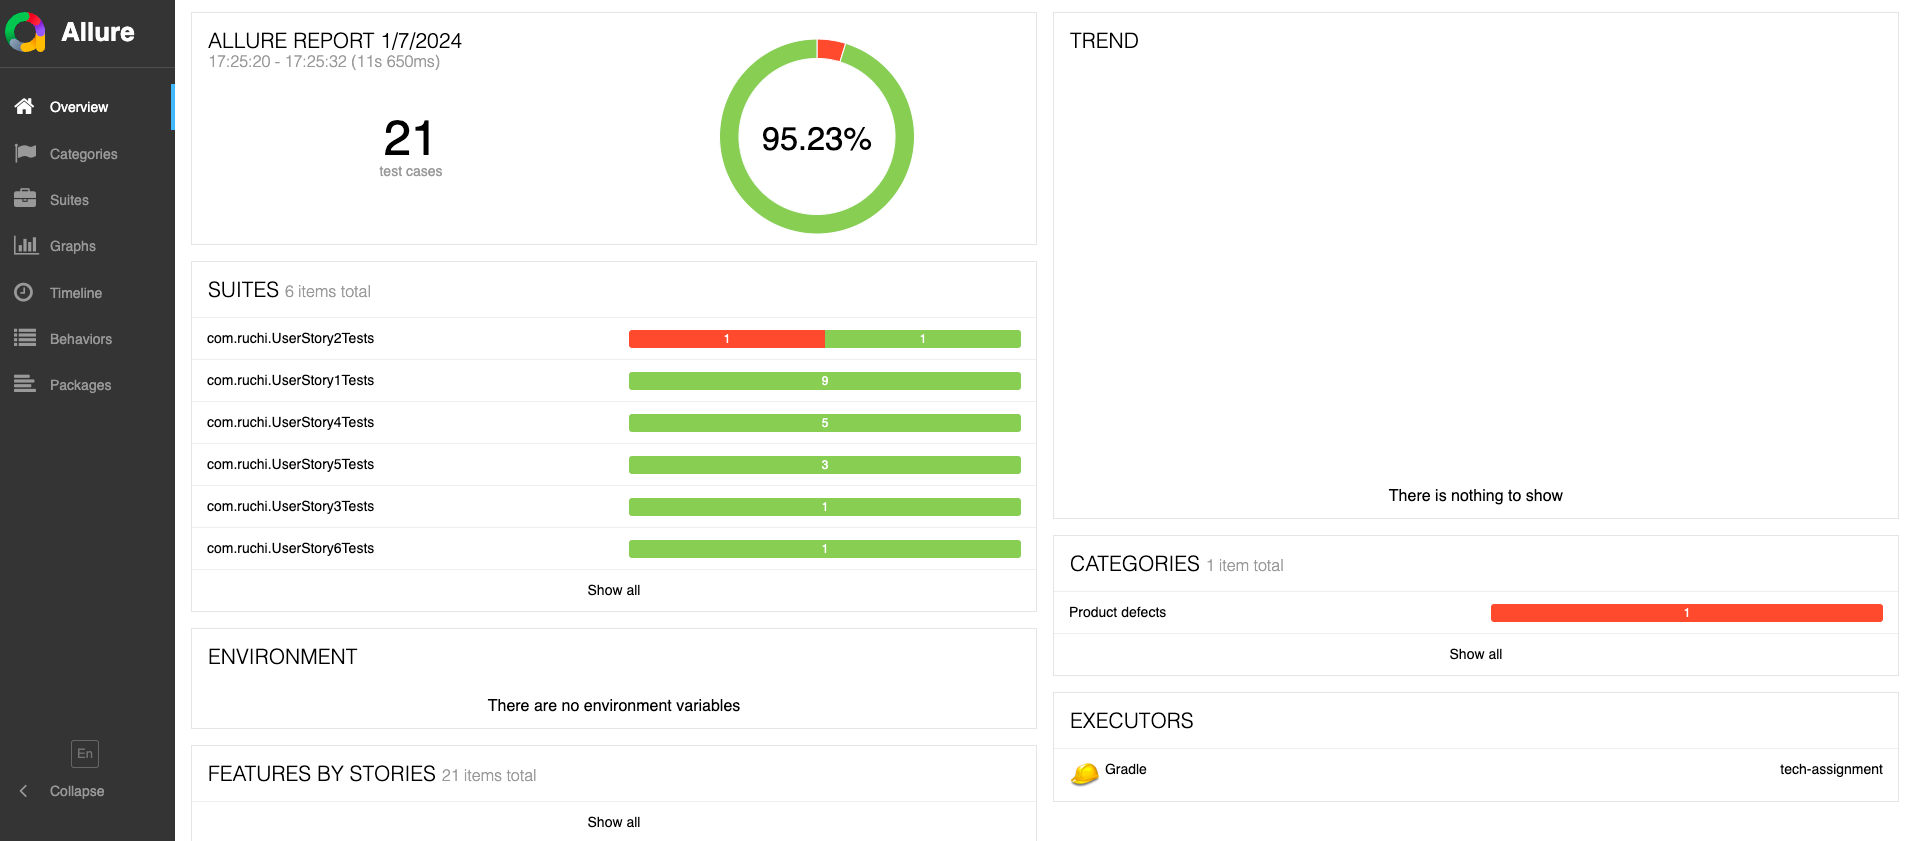 Allure
Overview
Categories
Suites
Graphs
Timeline
Behaviors
Packages
En
Collapse
ALLURE REPORT 1/7/2024
17:25:20 - 17:25:32 (11s 650ms)
21
test cases
95.23%
SUITES 6 items total
com.ruchi.UserStory2Tests 1 1
com.ruchi.UserStory1Tests 9
com.ruchi.UserStory4Tests 5
com.ruchi.UserStory5Tests 3
com.ruchi.UserStory3Tests 1
com.ruchi.UserStory6Tests 1
Show all
ENVIRONMENT
There are no environment variables
FEATURES BY STORIES 21 items total
Show all
TREND
There is nothing to show
CATEGORIES 1 item total
Product defects 1
Show all
EXECUTORS
Gradle tech-assignment